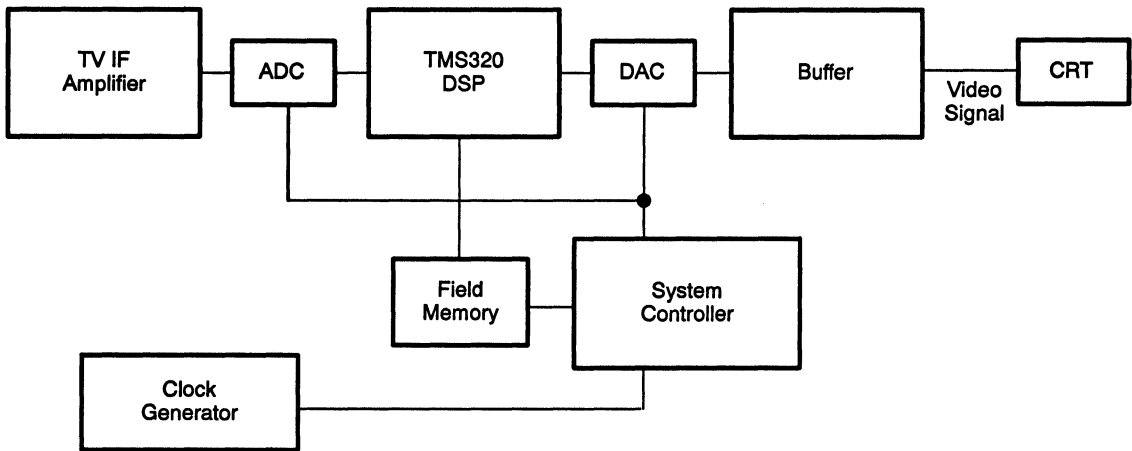 TV IF
Amplifier
ADC
TMS320
DSP
DAC
Buffer
Video
Signal
CRT
Field
Memory
System
Controller
Clock
Generator